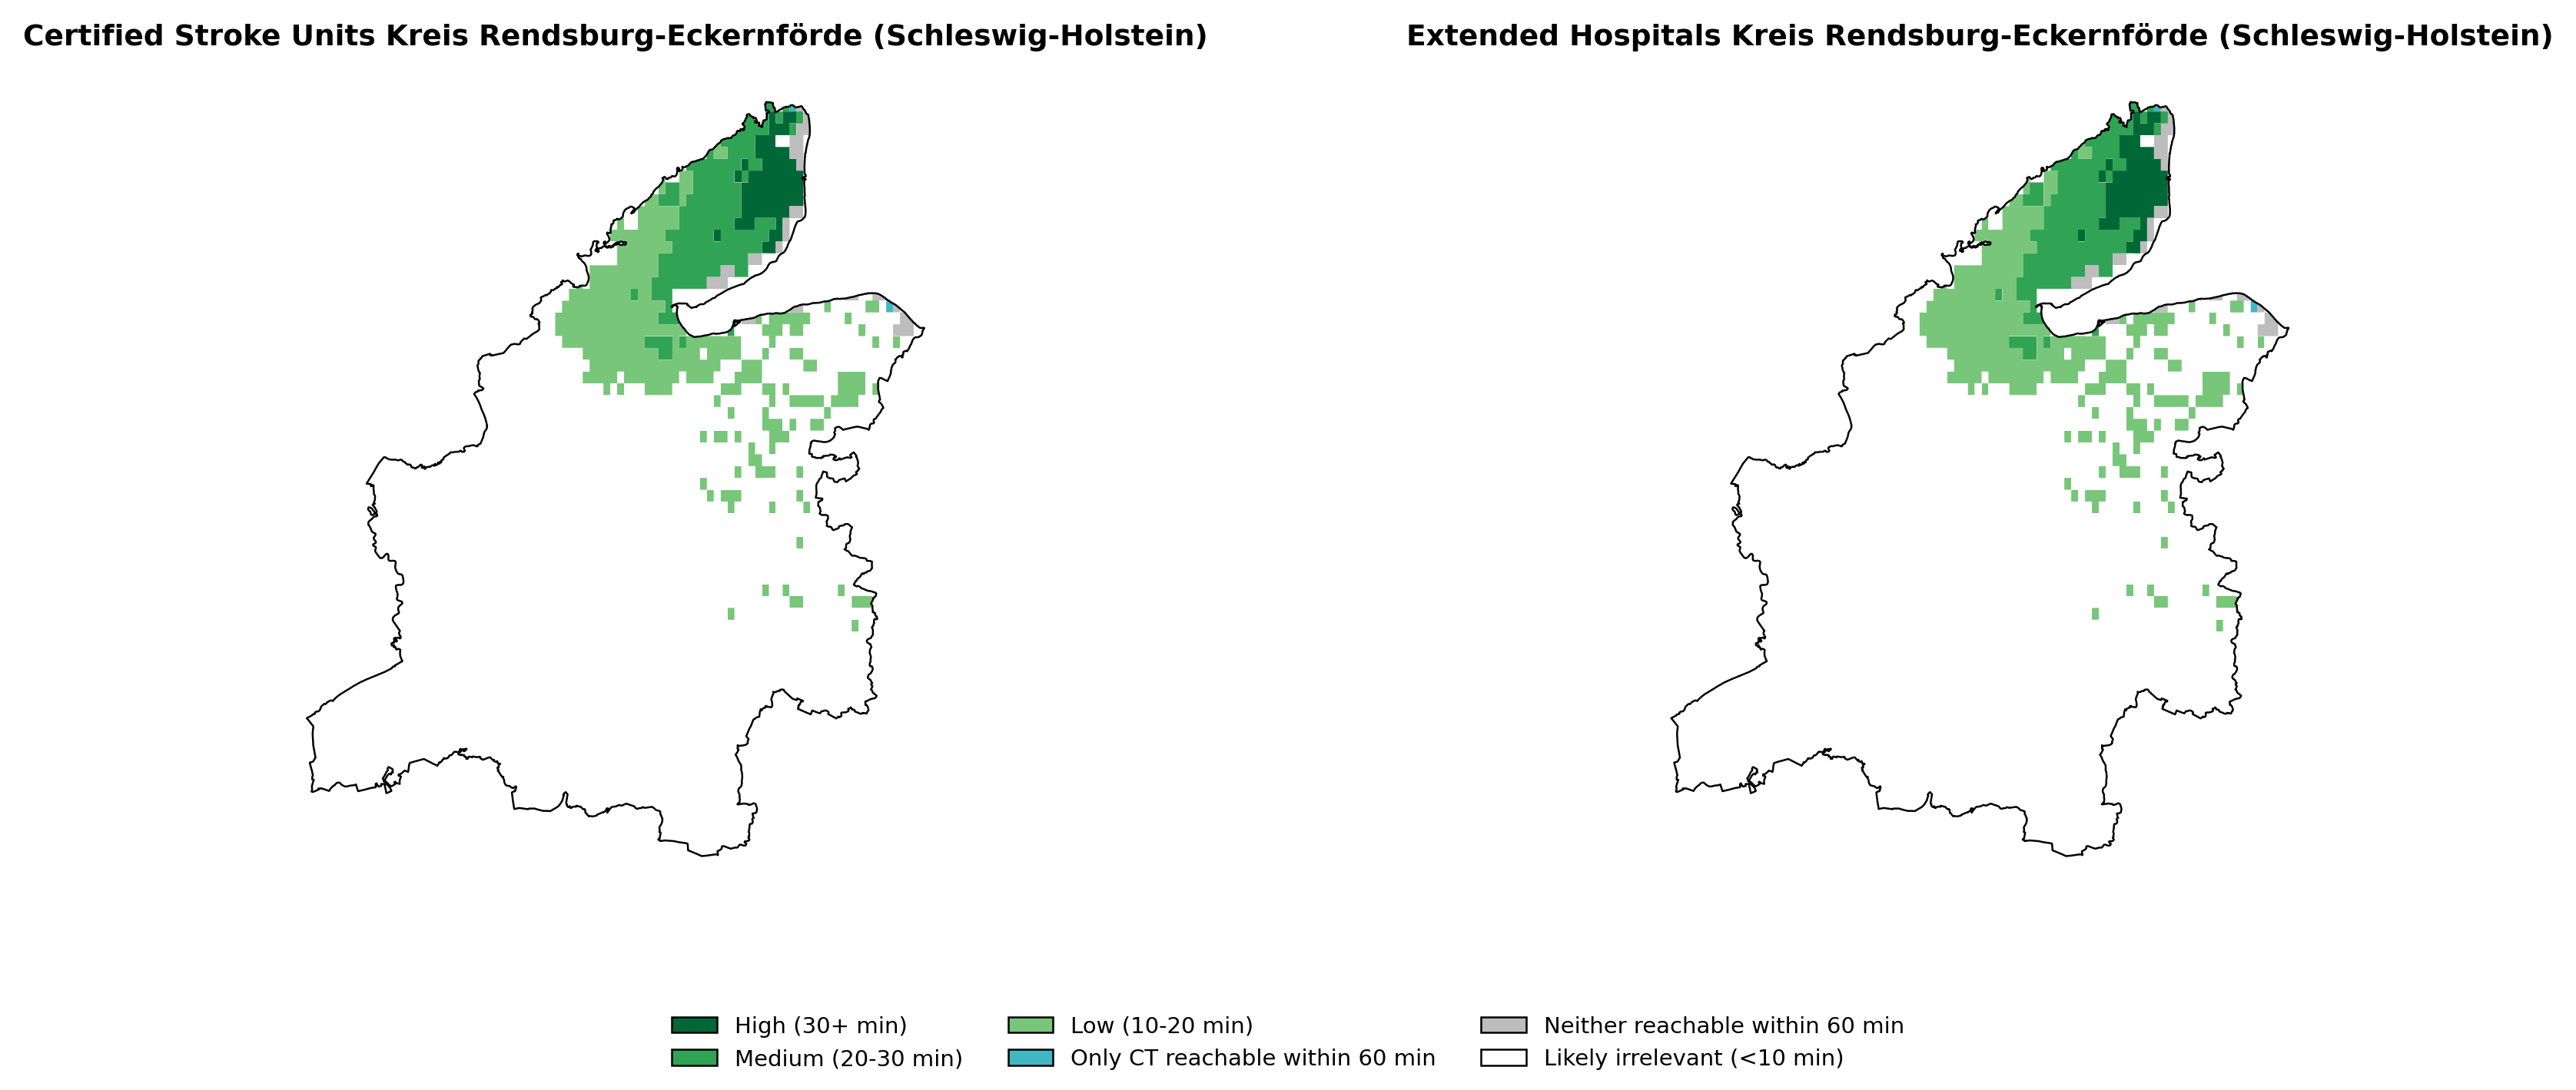 Certified Stroke Units Kreis Rendsburg-Eckernförde (Schleswig-Holstein)
Extended Hospitals Kreis Rendsburg-Eckernförde (Schleswig-Holstein)
High (30+ min)
Medium (20-30 min)
Low (10-20 min)
Only CT reachable within 60 min
Neither reachable within 60 min
Likely irrelevant (<10 min)